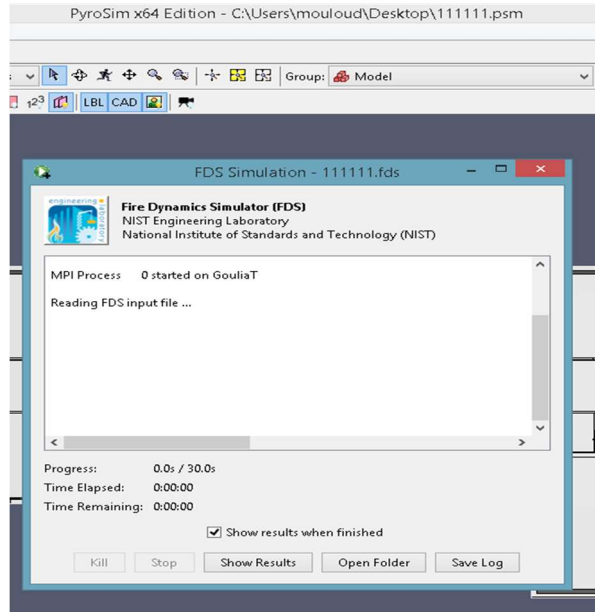 PyroSim x64 Edition - C:\Users\mouloud\Desktop\111111.psm
Group: Model
123 LBL CAD
FDS Simulation - 111111.fds
engineering laboratory
Fire Dynamics Simulator (FDS)
NIST Engineering Laboratory
National Institute of Standards and Technology (NIST)
MPI Process 0 started on GouliaT
Reading FDS input file ...
Progress: 0.0s / 30.0s
Time Elapsed: 0:00:00
Time Remaining: 0:00:00
Show results when finished
Kill Stop Show Results Open Folder Save Log